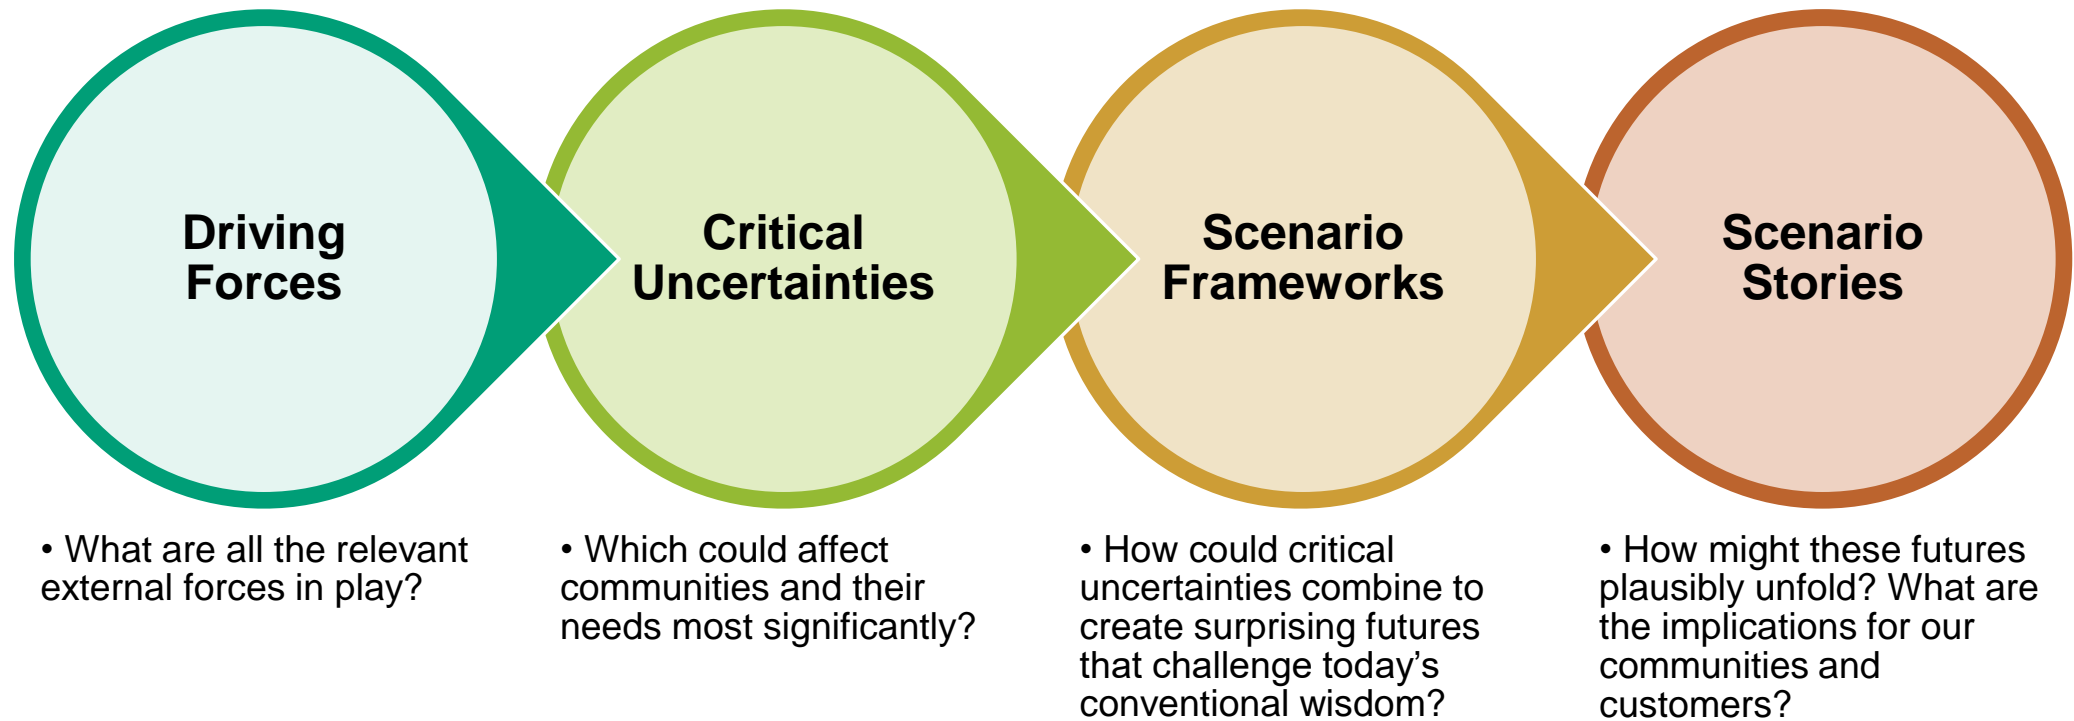 Driving
Forces
Critical
Uncertainties
Scenario
Frameworks
Scenario
Stories
• What are all the relevant
external forces in play?
• Which could affect
communities and their
needs most significantly?
• How could critical
uncertainties combine to
create surprising futures
that challenge today’s
conventional wisdom?
• How might these futures
plausibly unfold? What are
the implications for our
communities and
customers?